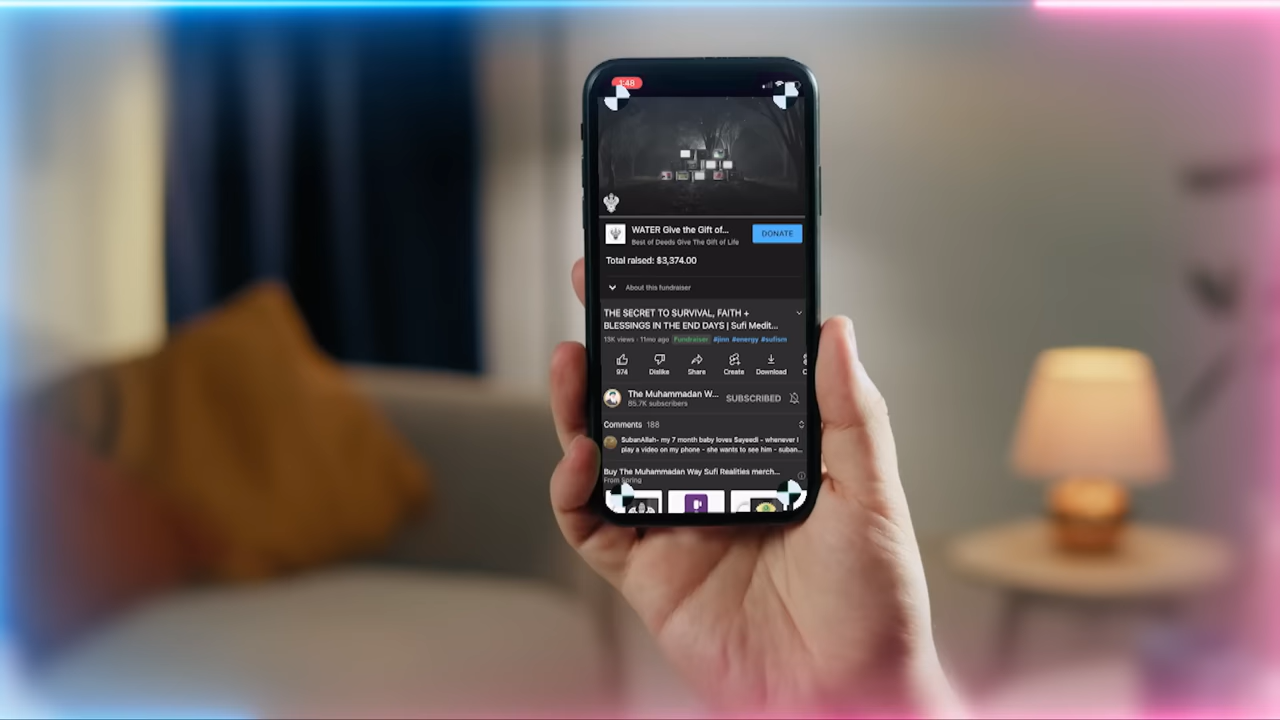 1:48
WATER Give the Gift of...
Best of Deeds Give The Gift of Life
DONATE
Total raised: $3,374.00
About this fundraiser
THE SECRET TO SURVIVAL, FAITH +
BLESSINGS IN THE END DAYS | Sufi Medit...
13K views · 11mo ago Fundraiser #jinn #energy #sufism
974 Dislike Share Create Download
The Muhammadan W... SUBSCRIBED
85.7K subscribers
Comments 188
SubanAllah- my 7 month baby loves Sayeedi - whenever I
play a video on my phone - she wants to see him - suban...
Buy The Muhammadan Way Sufi Realities merch...
From Spring